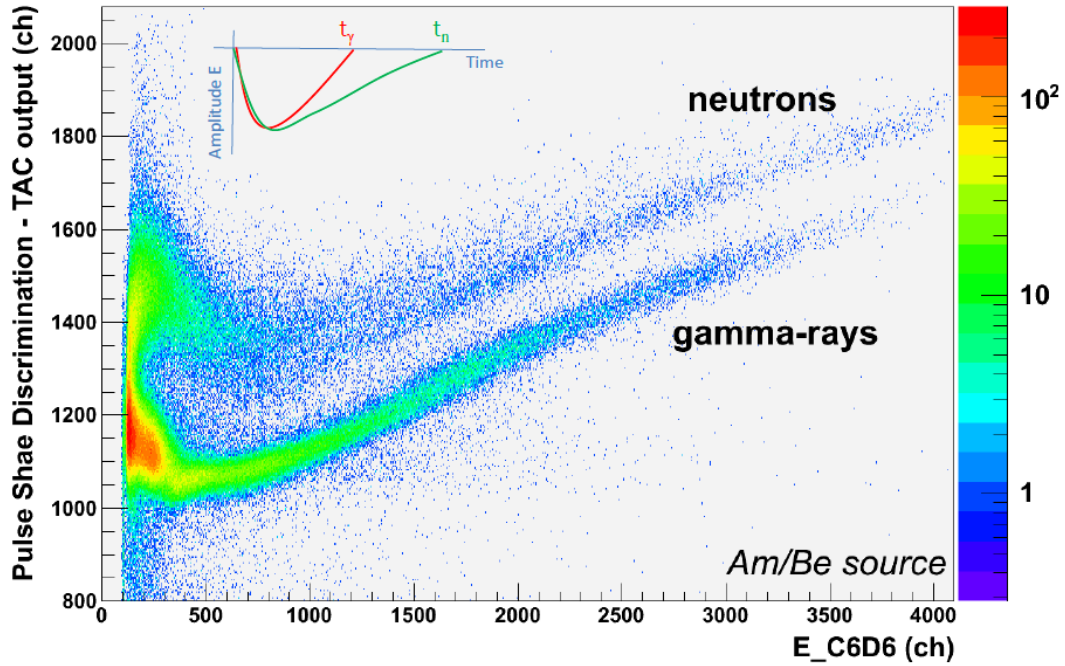 Pulse Shae Discrimination - TAC output (ch)
2000
1800
1600
1400
1200
1000
800
Amplitude E
tγ
tn
Time
neutrons
gamma-rays
Am/Be source
0 500 1000 1500 2000 2500 3000 3500 4000
E_C6D6 (ch)
10²
10
1